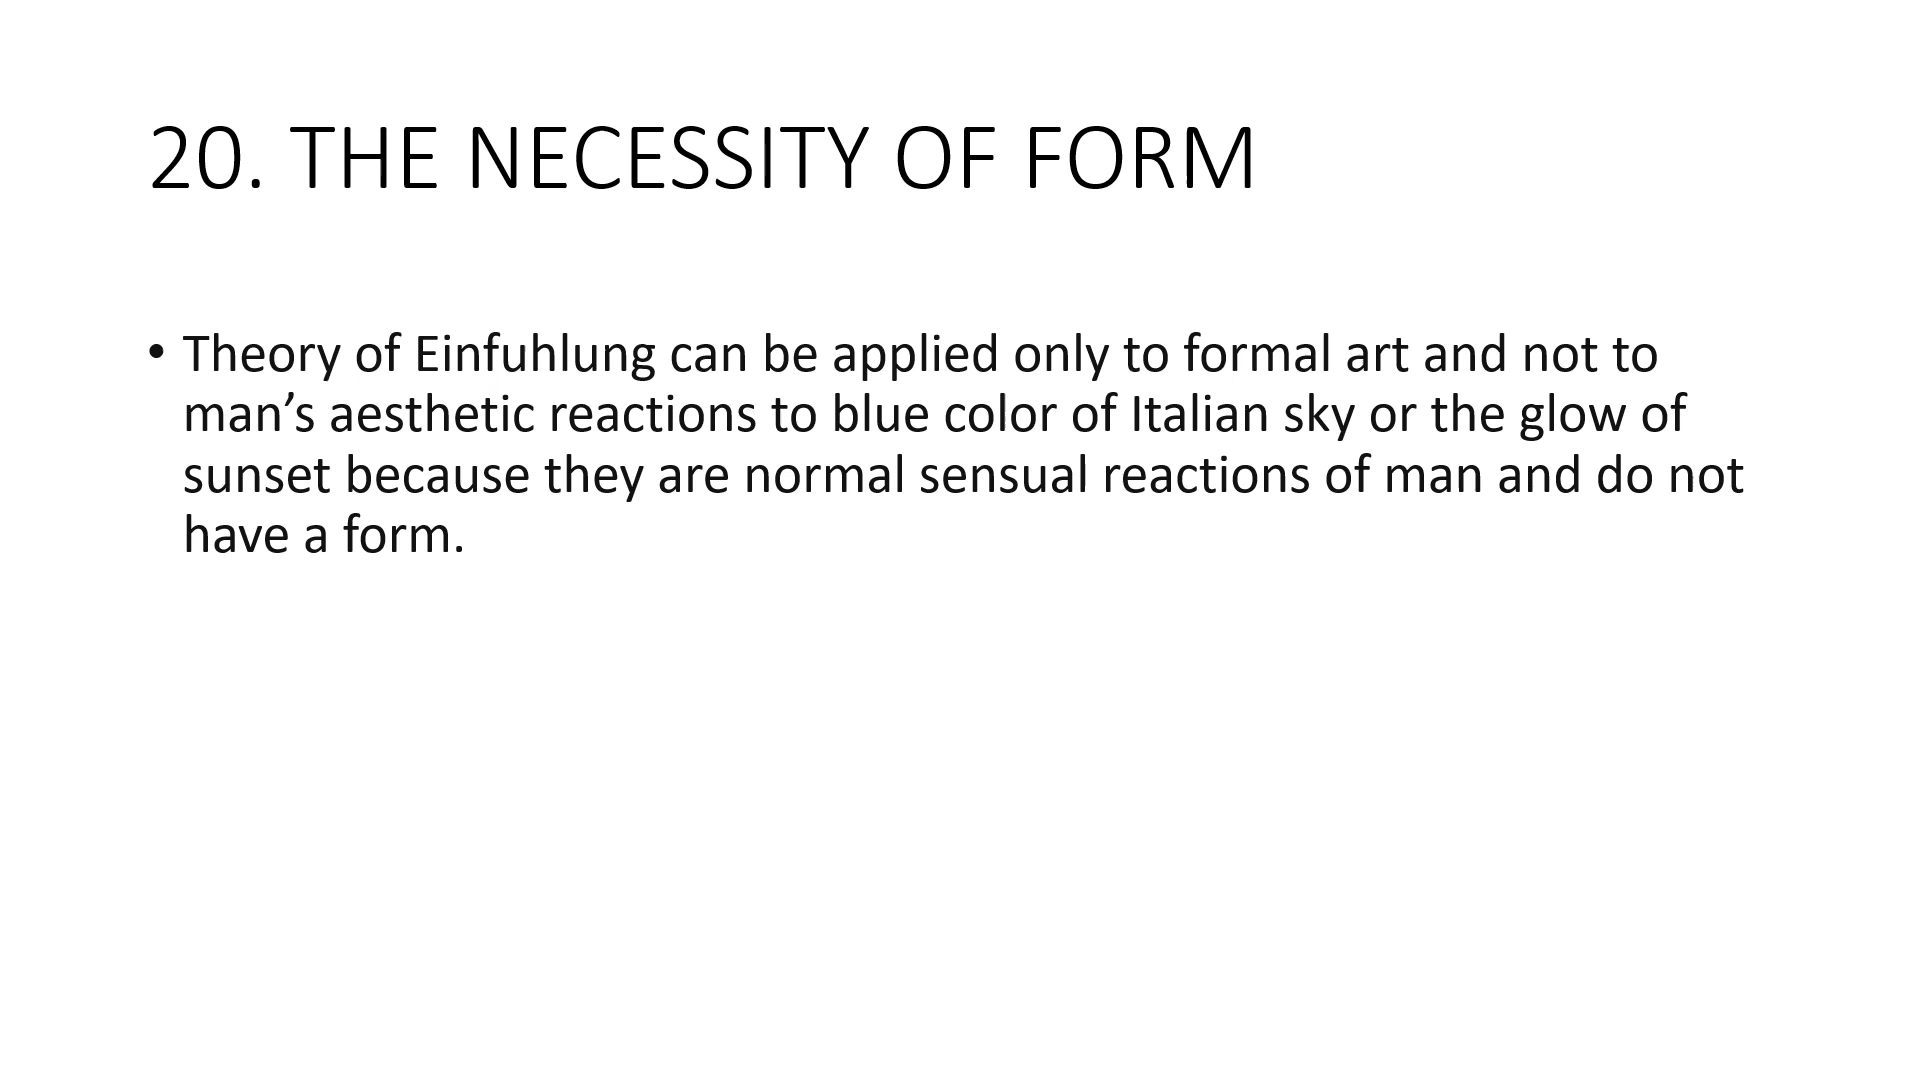 20. THE NECESSITY OF FORM
• Theory of Einfuhlung can be applied only to formal art and not to
man’s aesthetic reactions to blue color of Italian sky or the glow of
sunset because they are normal sensual reactions of man and do not
have a form.